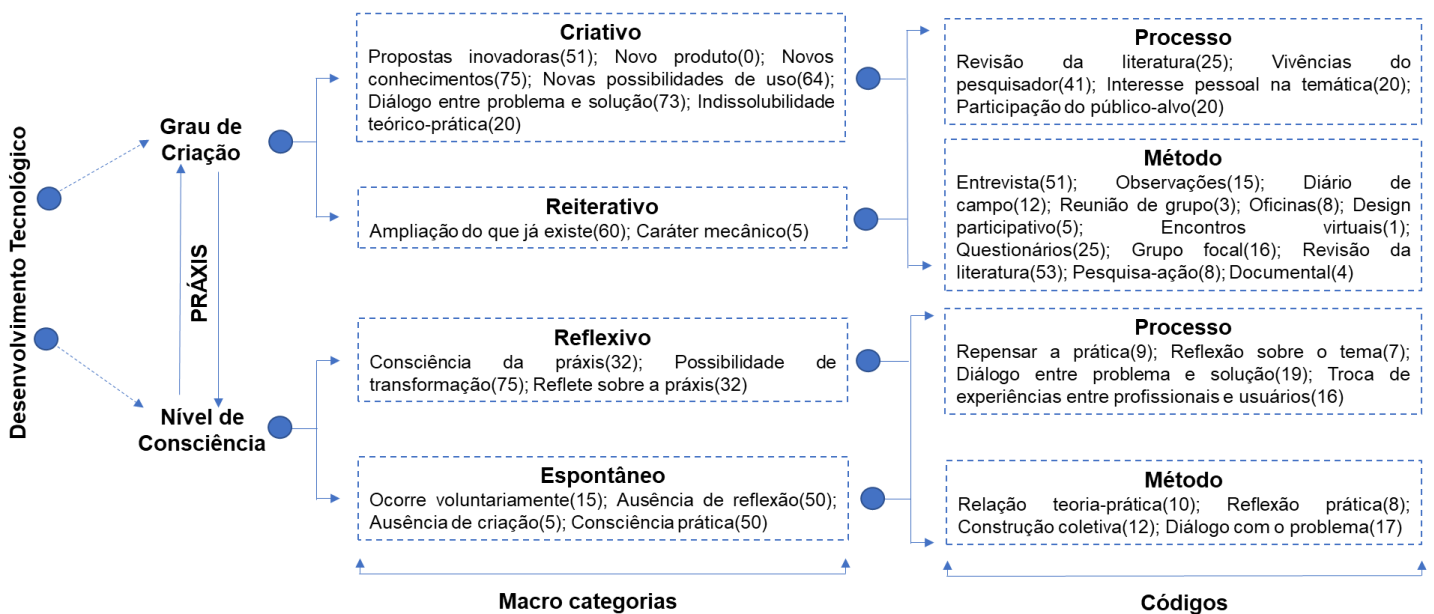 Desenvolvimento Tecnológico
Grau de
Criação
PRÁXIS
Nível de
Consciência
Criativo
Propostas inovadoras(51); Novo produto(0); Novos
conhecimentos(75); Novas possibilidades de uso(64);
Diálogo entre problema e solução(73); Indissolubilidade
teórico-prática(20)
Reiterativo
Ampliação do que já existe(60); Caráter mecânico(5)
Reflexivo
Consciência da práxis(32); Possibilidade de
transformação(75); Reflete sobre a práxis(32)
Espontâneo
Ocorre voluntariamente(15); Ausência de reflexão(50);
Ausência de criação(5); Consciência prática(50)
Macro categorias
Processo
Revisão da literatura(25); Vivências do
pesquisador(41); Interesse pessoal na temática(20);
Participação do público-alvo(20)
Método
Entrevista(51); Observações(15); Diário de
campo(12); Reunião de grupo(3); Oficinas(8); Design
participativo(5); Encontros virtuais(1);
Questionários(25); Grupo focal(16); Revisão da
literatura(53); Pesquisa-ação(8); Documental(4)
Processo
Repensar a prática(9); Reflexão sobre o tema(7);
Diálogo entre problema e solução(19); Troca de
experiências entre profissionais e usuários(16)
Método
Relação teoria-prática(10); Reflexão prática(8);
Construção coletiva(12); Diálogo com o problema(17)
Códigos